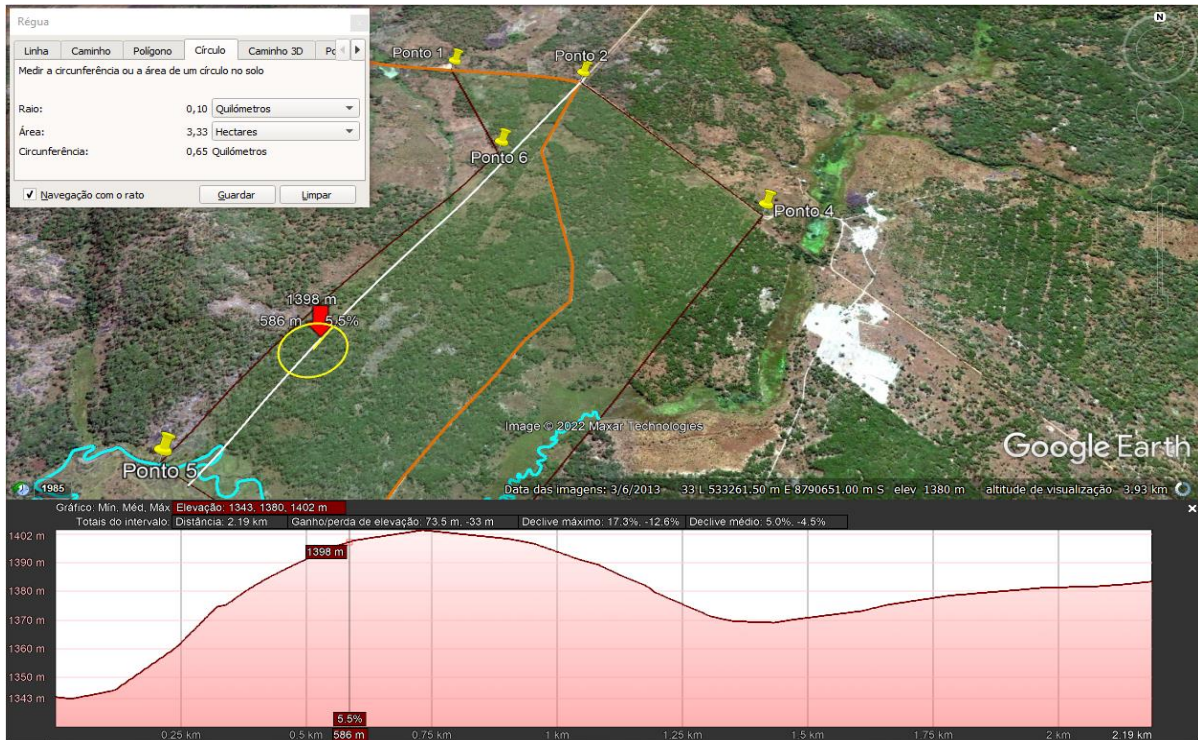 Régua
Linha Caminho Polígono Círculo Caminho 3D
Medir a circunferência ou a área de um círculo no solo
Raio: 0,10 Quilómetros
Área: 3,33 Hectares
Circunferência: 0,65 Quilómetros
Navegação com o rato Guardar Limpar
N
Ponto 1
Ponto 2
Ponto 6
Ponto 4
1398 m
586 m 5.5%
Ponto 5
Image © 2022 Maxar Technologies
Google Earth
1985
Data das imagens: 3/6/2013 33 L 533261.50 m E 8790651.00 m S elev 1380 m altitude de visualização 3.93 km
Gráfico: Mín. Méd, Máx Elevação: 1343, 1380, 1402 m
Totais do intervalo: Distância: 2.19 km Ganho/perda de elevação: 73.5 m, -33 m Declive máximo: 17.3%, -12.6% Declive médio: 5.0%, -4.5%
1402 m
1398 m
1390 m
1380 m
1370 m
1360 m
1350 m
1343 m
5.5%
0.25 km 0.5 km 586 m 0.75 km 1 km 1.25 km 1.5 km 1.75 km 2 km 2.19 km